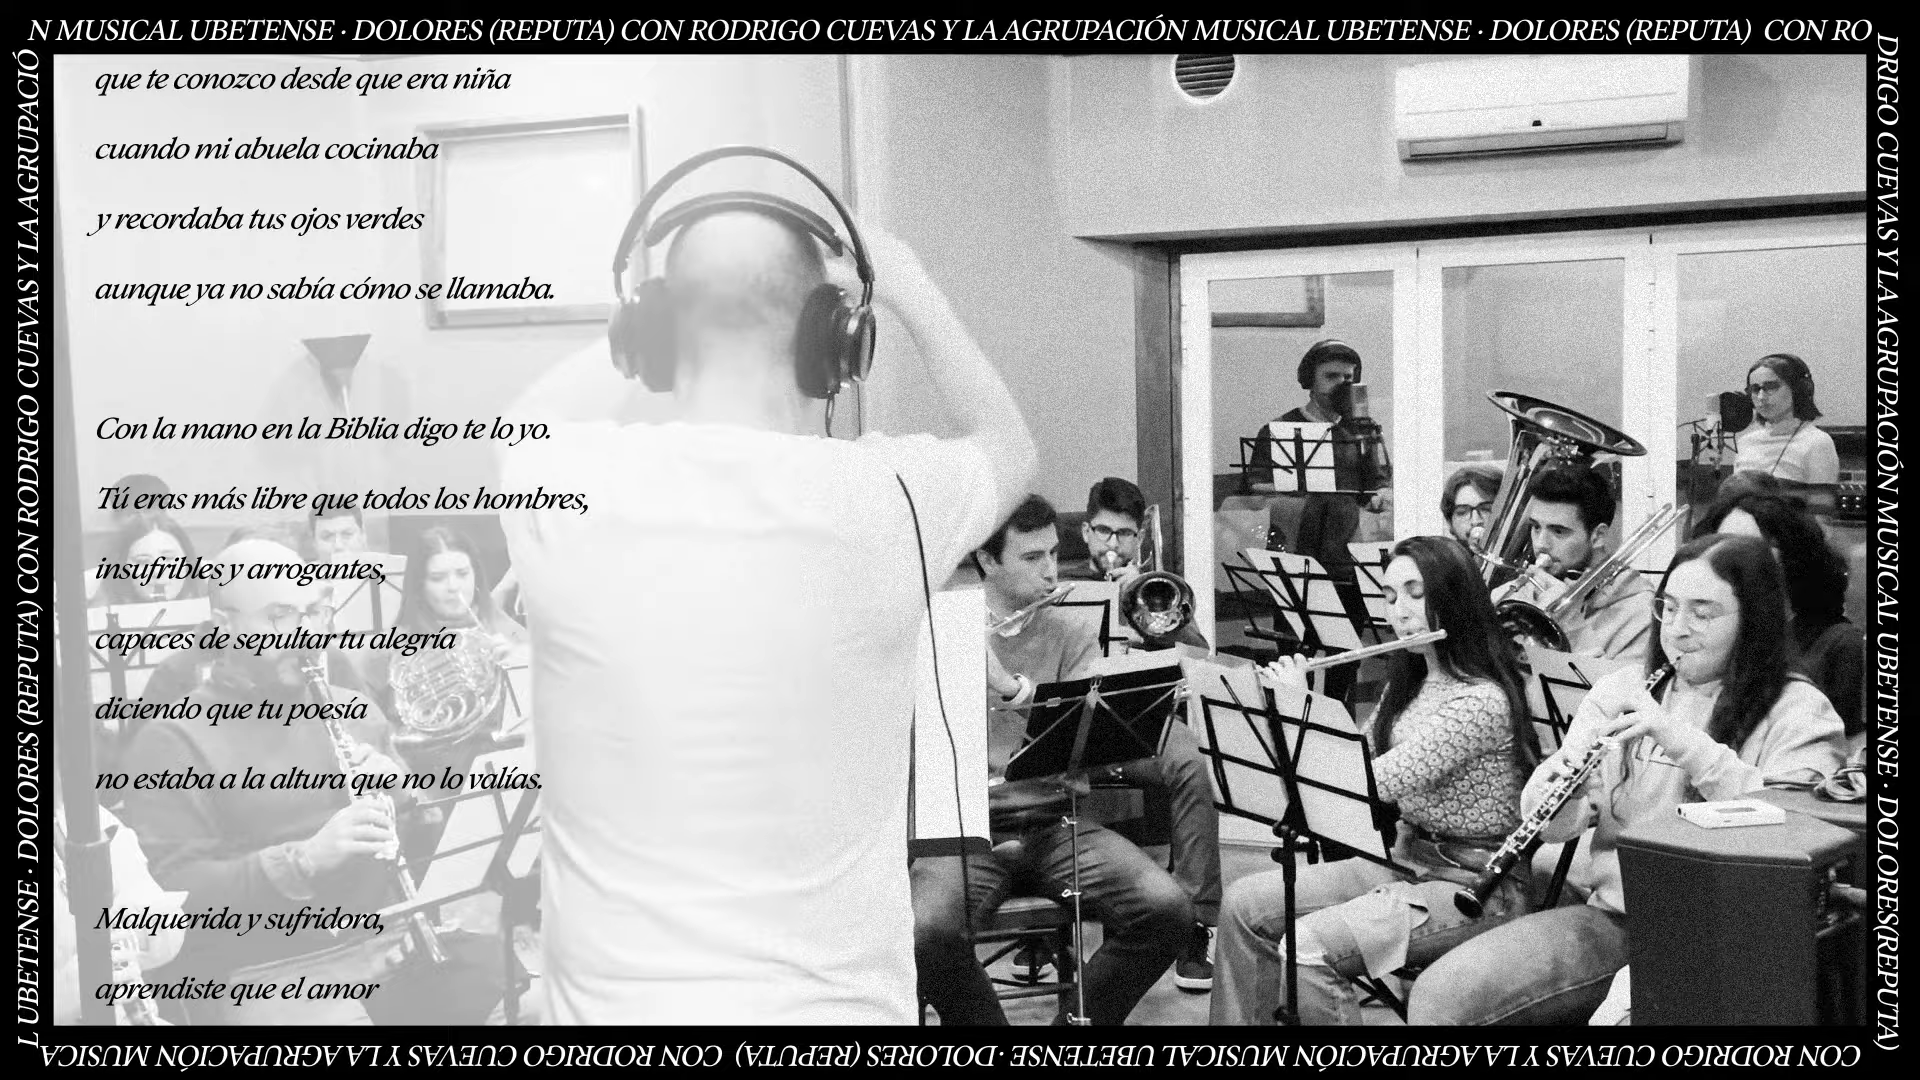 N MUSICAL UBETENSE · DOLORES (REPUTA) CON RODRIGO CUEVAS Y LA AGRUPACIÓN MUSICAL UBETENSE · DOLORES (REPUTA) CON RO
DRIGO CUEVAS Y LA AGRUPACIÓN MUSICAL UBETENSE · DOLORES(REPUTA)
CON RODRIGO CUEVAS Y LA AGRUPACIÓN MUSICAL UBETENSE · DOLORES (REPUTA) CON RODRIGO CUEVAS Y LA AGRUPACIÓN MUSICA
L UBETENSE · DOLORES (REPUTA) CON RODRIGO CUEVAS Y LA AGRUPACIÓ
que te conozco desde que era niña
cuando mi abuela cocinaba
y recordaba tus ojos verdes
aunque ya no sabía cómo se llamaba.
Con la mano en la Biblia digo te lo yo.
Tú eras más libre que todos los hombres,
insufribles y arrogantes,
capaces de sepultar tu alegría
diciendo que tu poesía
no estaba a la altura que no lo valías.
Malquerida y sufridora,
aprendiste que el amor